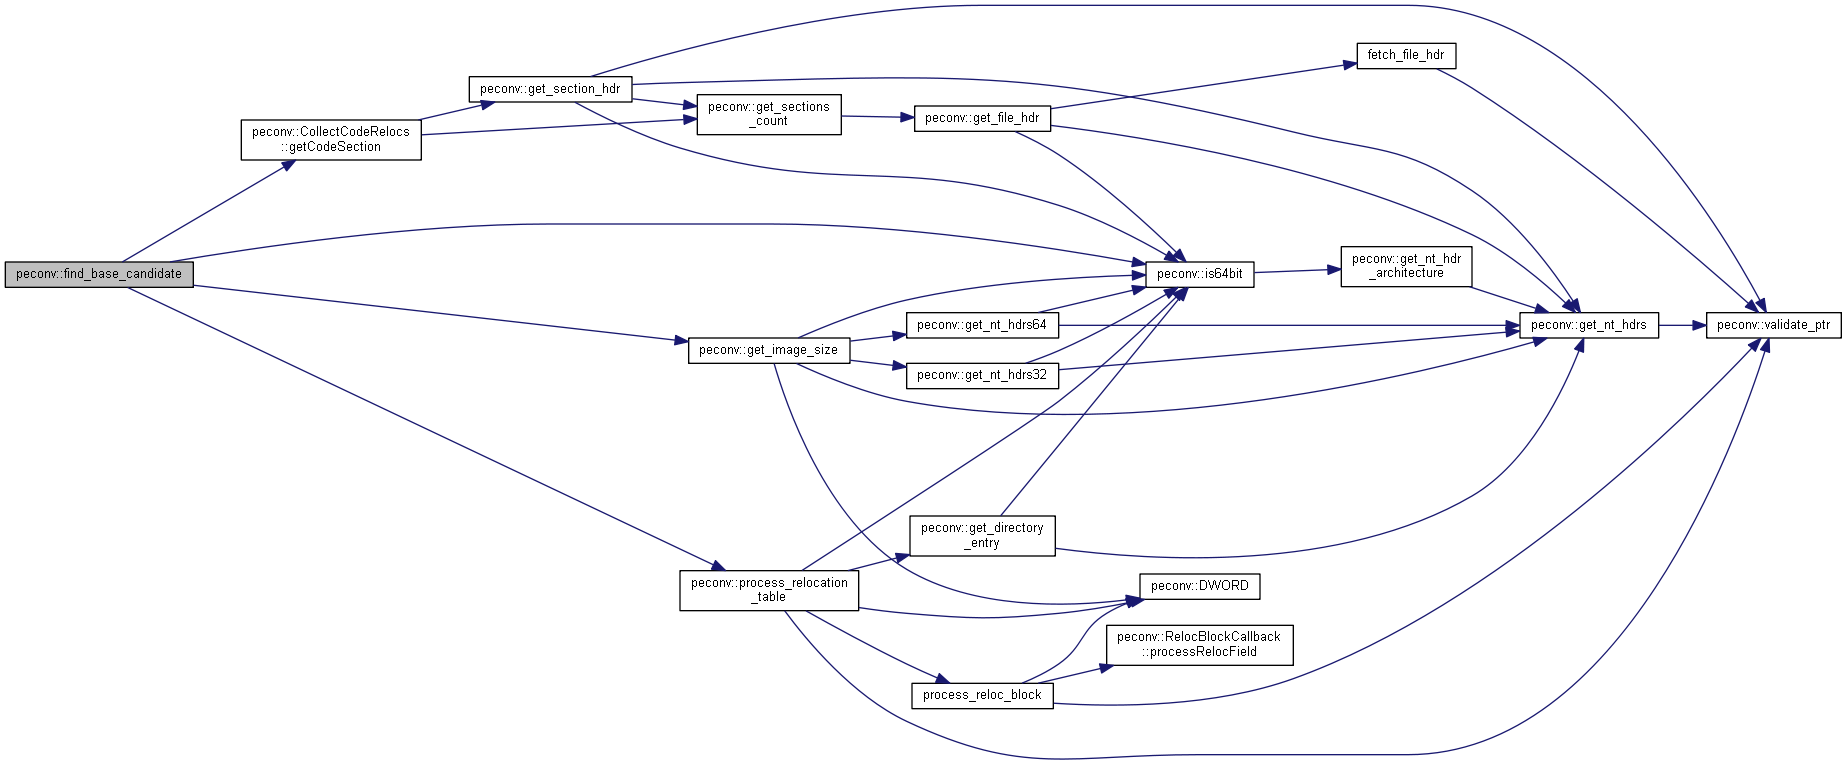 fetch_file_hdr
peconv::get_section_hdr
peconv::get_sections
_count
peconv::get_file_hdr
peconv::CollectCodeRelocs
::getCodeSection
peconv::find_base_candidate
peconv::is64bit
peconv::get_nt_hdr
_architecture
peconv::get_nt_hdrs64
peconv::get_nt_hdrs
peconv::validate_ptr
peconv::get_image_size
peconv::get_nt_hdrs32
peconv::get_directory
_entry
peconv::process_relocation
_table
peconv::DWORD
peconv::RelocBlockCallback
::processRelocField
process_reloc_block